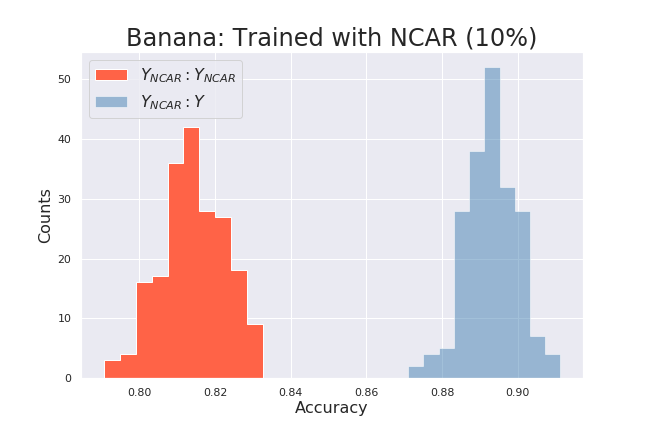 Banana: Trained with NCAR (10%)
Y_NCAR : Y_NCAR
Y_NCAR : Y
Counts
50
40
30
20
10
0
0.80 0.82 0.84 0.86 0.88 0.90
Accuracy